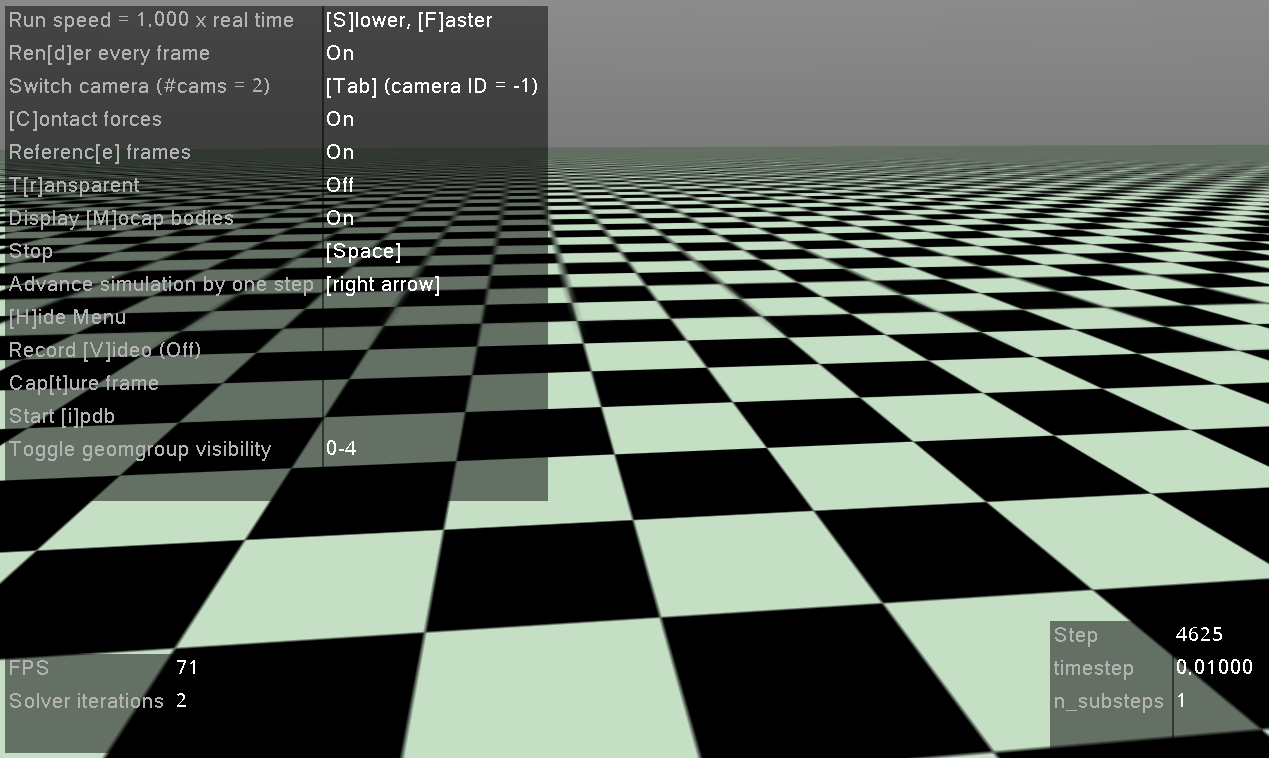 Run speed = 1.000 x real time [S]lower, [F]aster
Ren[d]er every frame On
Switch camera (#cams = 2) [Tab] (camera ID = -1)
[C]ontact forces On
Referenc[e] frames On
T[r]ansparent Off
Display [M]ocap bodies On
Stop [Space]
Advance simulation by one step [right arrow]
[H]ide Menu
Record [V]ideo (Off)
Cap[t]ure frame
Start [i]pdb
Toggle geomgroup visibility 0-4
FPS 71
Solver iterations 2
Step 4625
timestep 0.01000
n_substeps 1